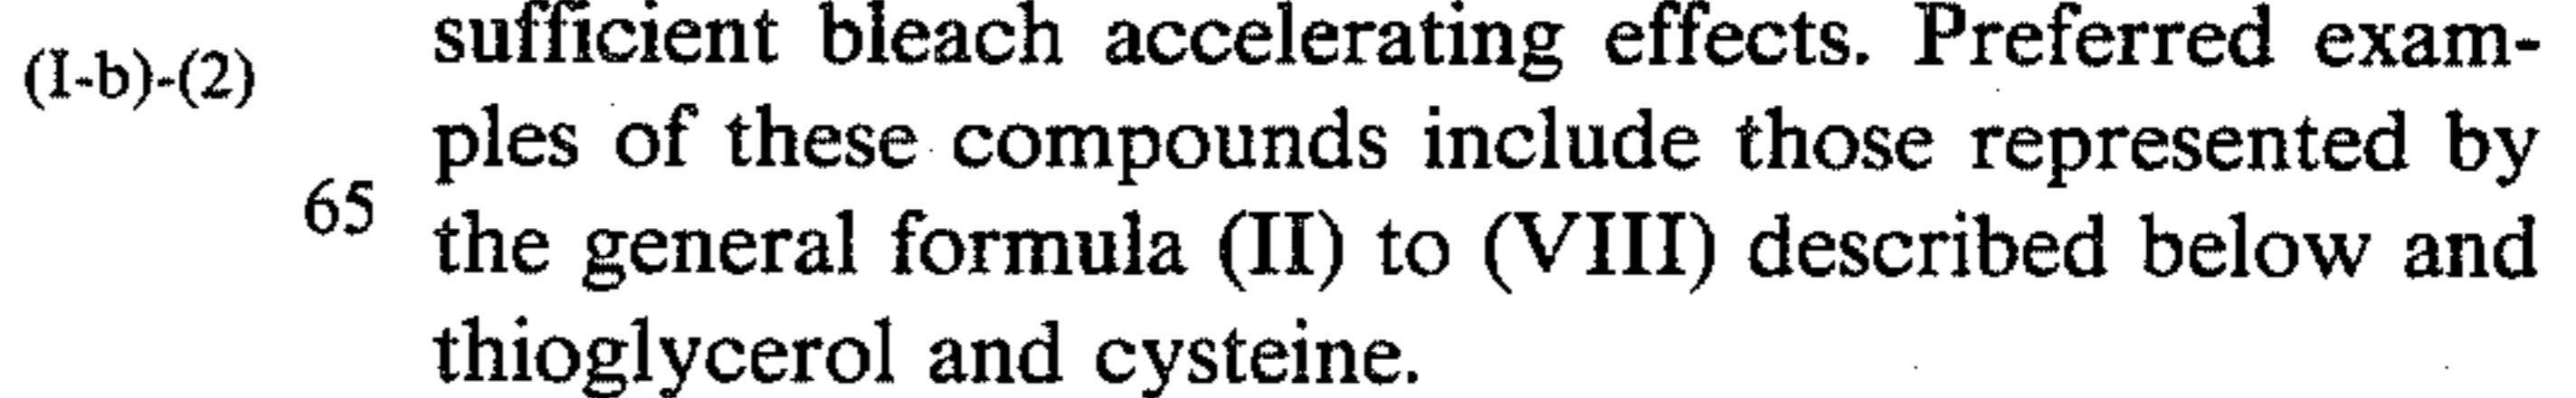 (I-b)-(2)
65
sufficient bleach accelerating effects. Preferred exam-
ples of these compounds include those represented by
the general formula (II) to (VIII) described below and
thioglycerol and cysteine.